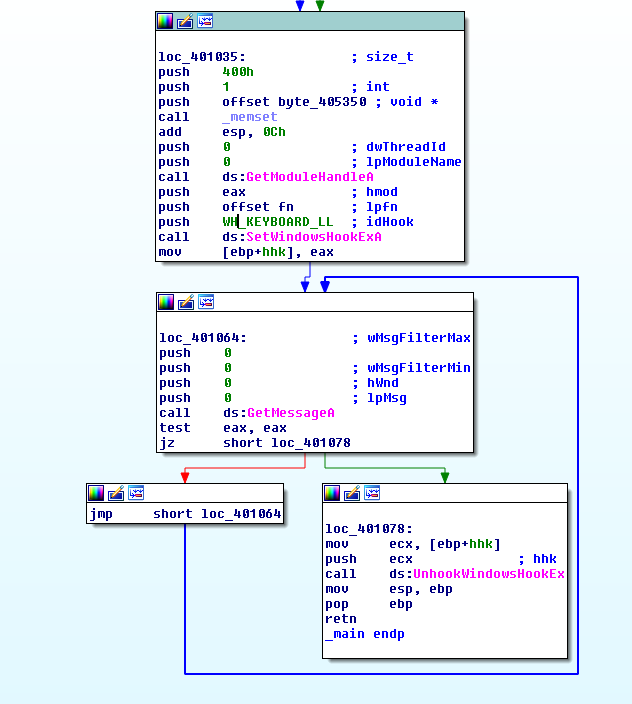 loc_401035: ; size_t
push 400h
push 1 ; int
push offset byte_405350 ; void *
call _memset
add esp, 0Ch
push 0 ; dwThreadId
push 0 ; lpModuleName
call ds:GetModuleHandleA
push eax ; hmod
push offset fn ; lpfn
push WH_KEYBOARD_LL ; idHook
call ds:SetWindowsHookExA
mov [ebp+hhk], eax
loc_401064: ; wMsgFilterMax
push 0
push 0 ; wMsgFilterMin
push 0 ; hWnd
push 0 ; lpMsg
call ds:GetMessageA
test eax, eax
jz short loc_401078
jmp short loc_401064
loc_401078:
mov ecx, [ebp+hhk]
push ecx ; hhk
call ds:UnhookWindowsHookEx
mov esp, ebp
pop ebp
retn
_main endp